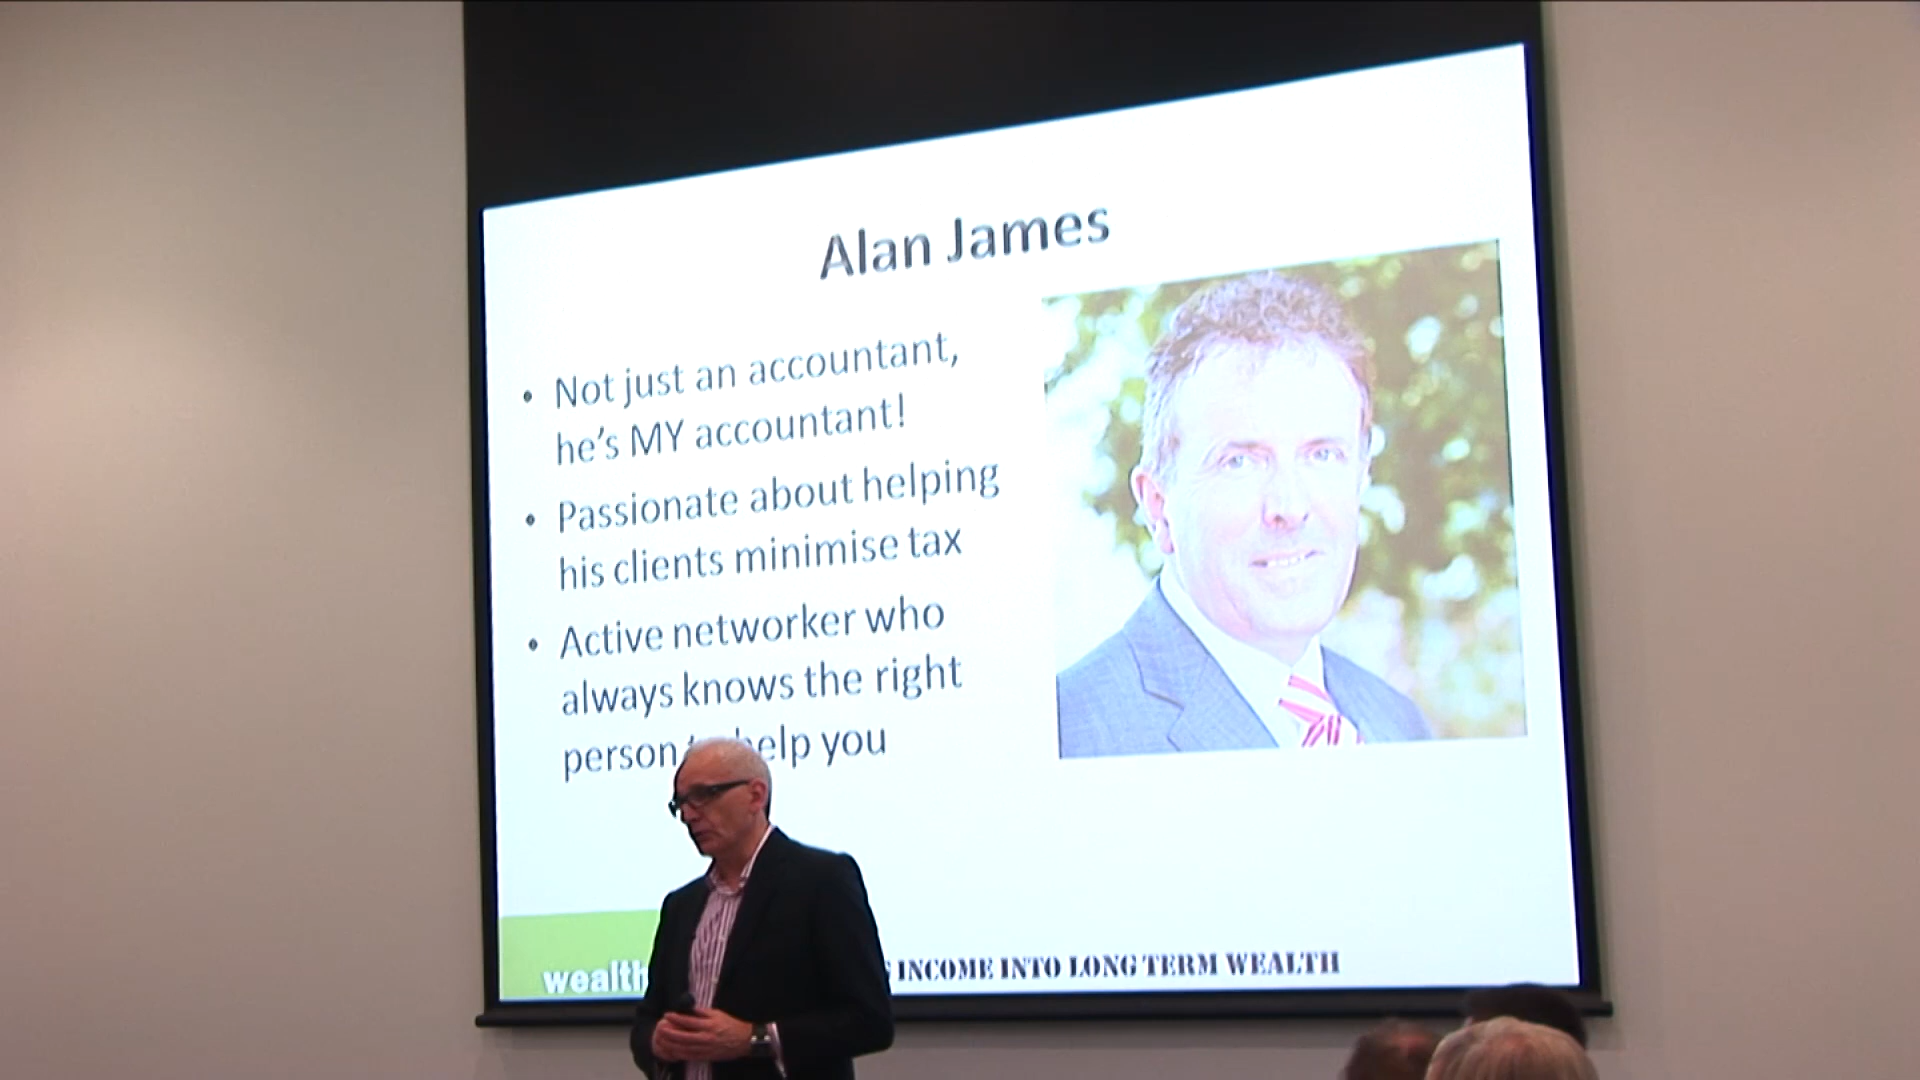 Alan James
• Not just an accountant,
he's MY accountant!
• Passionate about helping
his clients minimise tax
• Active networker who
always knows the right
person help you
wealth INCOME INTO LONG TERM WEALTH